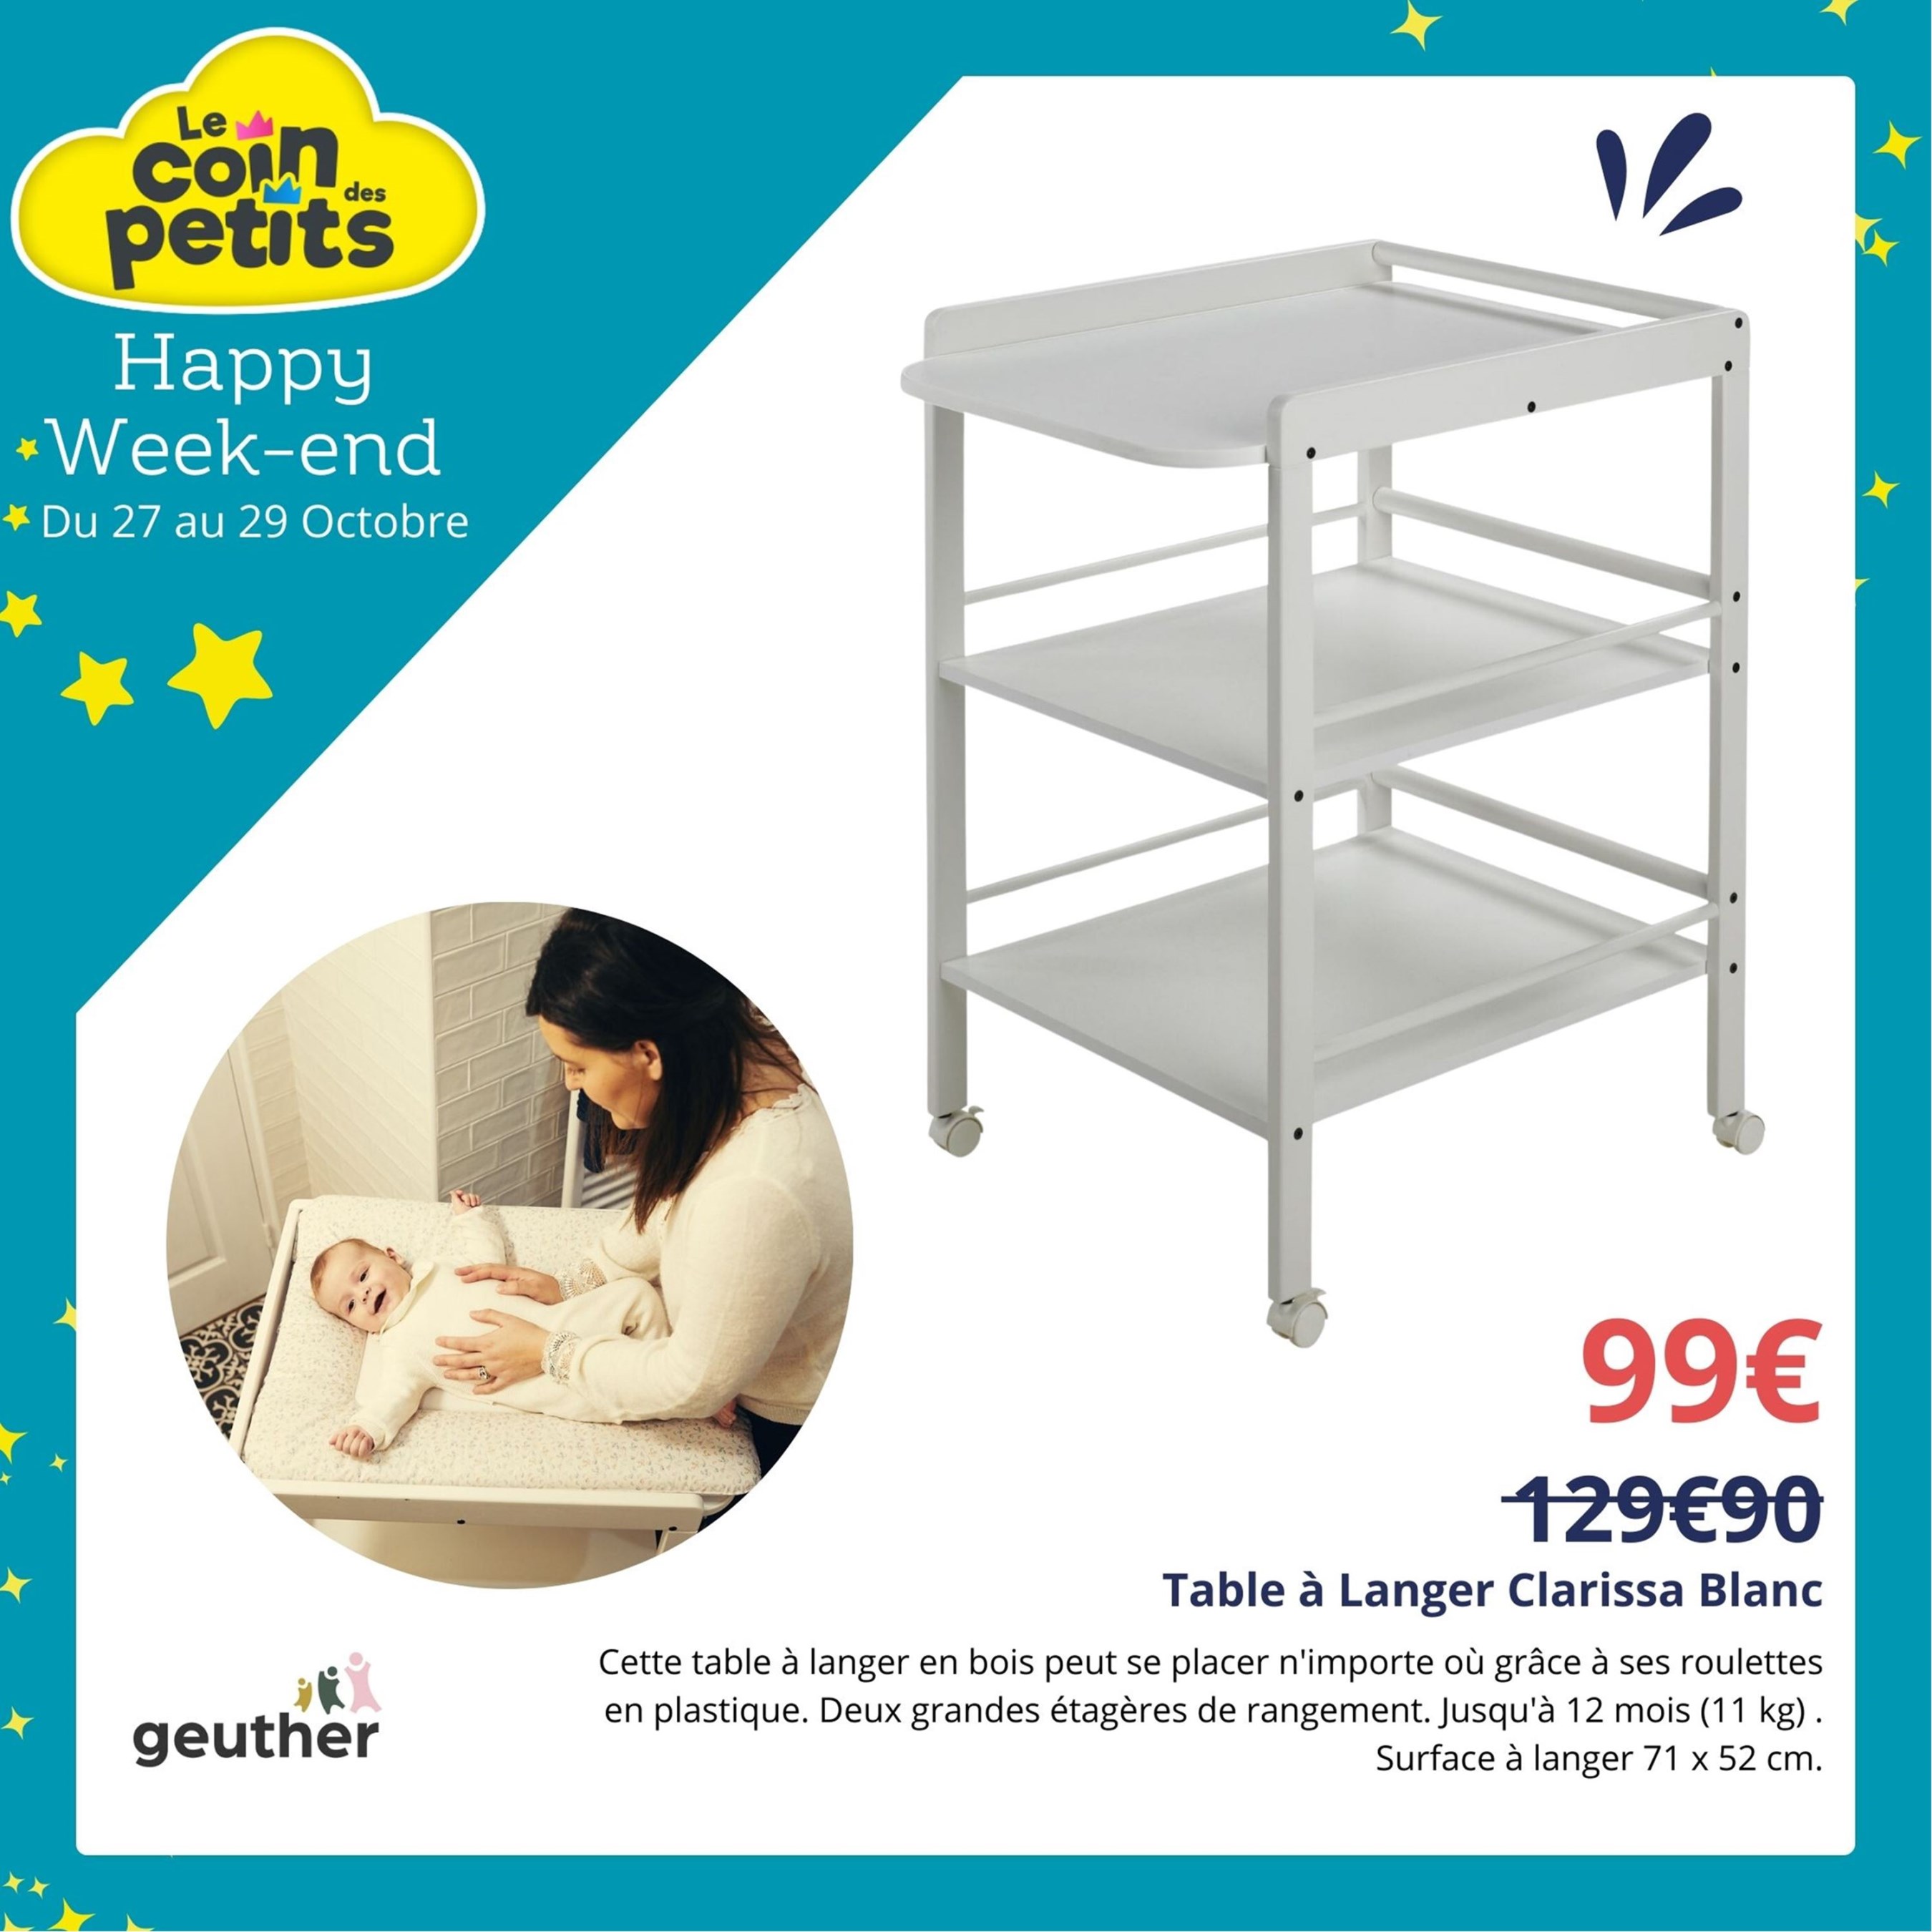 Le
coin
des
petits
Happy
Week-end
Du 27 au 29 Octobre
99€
129€90
Table à Langer Clarissa Blanc
Cette table à langer en bois peut se placer n'importe où grâce à ses roulettes
en plastique. Deux grandes étagères de rangement. Jusqu'à 12 mois (11 kg) .
Surface à langer 71 x 52 cm.
geuther